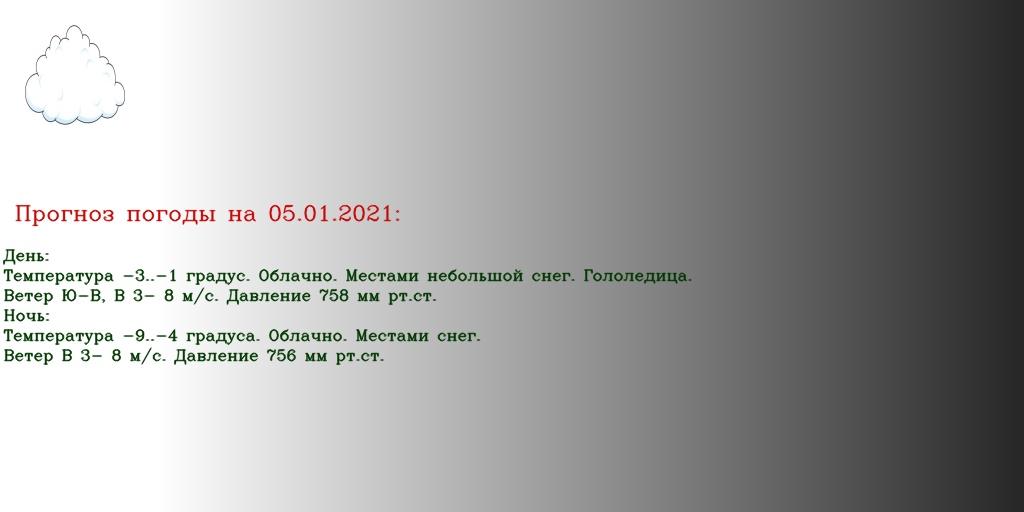 Прогноз погоды на 05.01.2021:
День:
Температура -3..-1 градус. Облачно. Местами небольшой снег. Гололедица.
Ветер Ю-В, В 3- 8 м/с. Давление 758 мм рт.ст.
Ночь:
Температура -9..-4 градуса. Облачно. Местами снег.
Ветер В 3- 8 м/с. Давление 756 мм рт.ст.